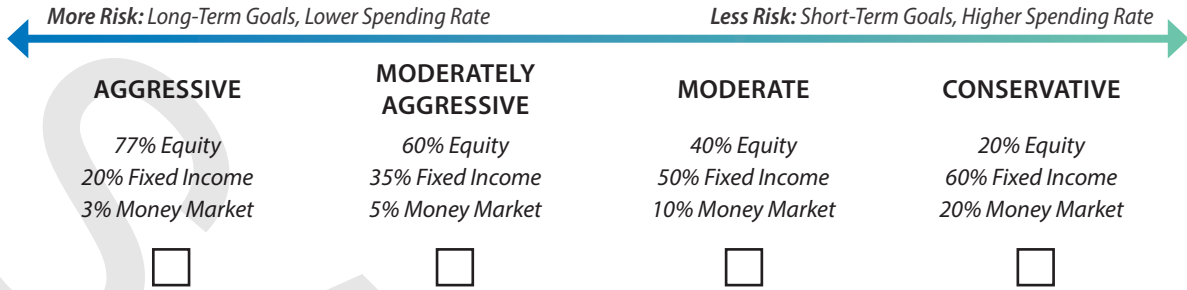 More Risk: Long-Term Goals, Lower Spending Rate
Less Risk: Short-Term Goals, Higher Spending Rate
AGGRESSIVE
77% Equity
20% Fixed Income
3% Money Market
MODERATELY
AGGRESSIVE
60% Equity
35% Fixed Income
5% Money Market
MODERATE
40% Equity
50% Fixed Income
10% Money Market
CONSERVATIVE
20% Equity
60% Fixed Income
20% Money Market